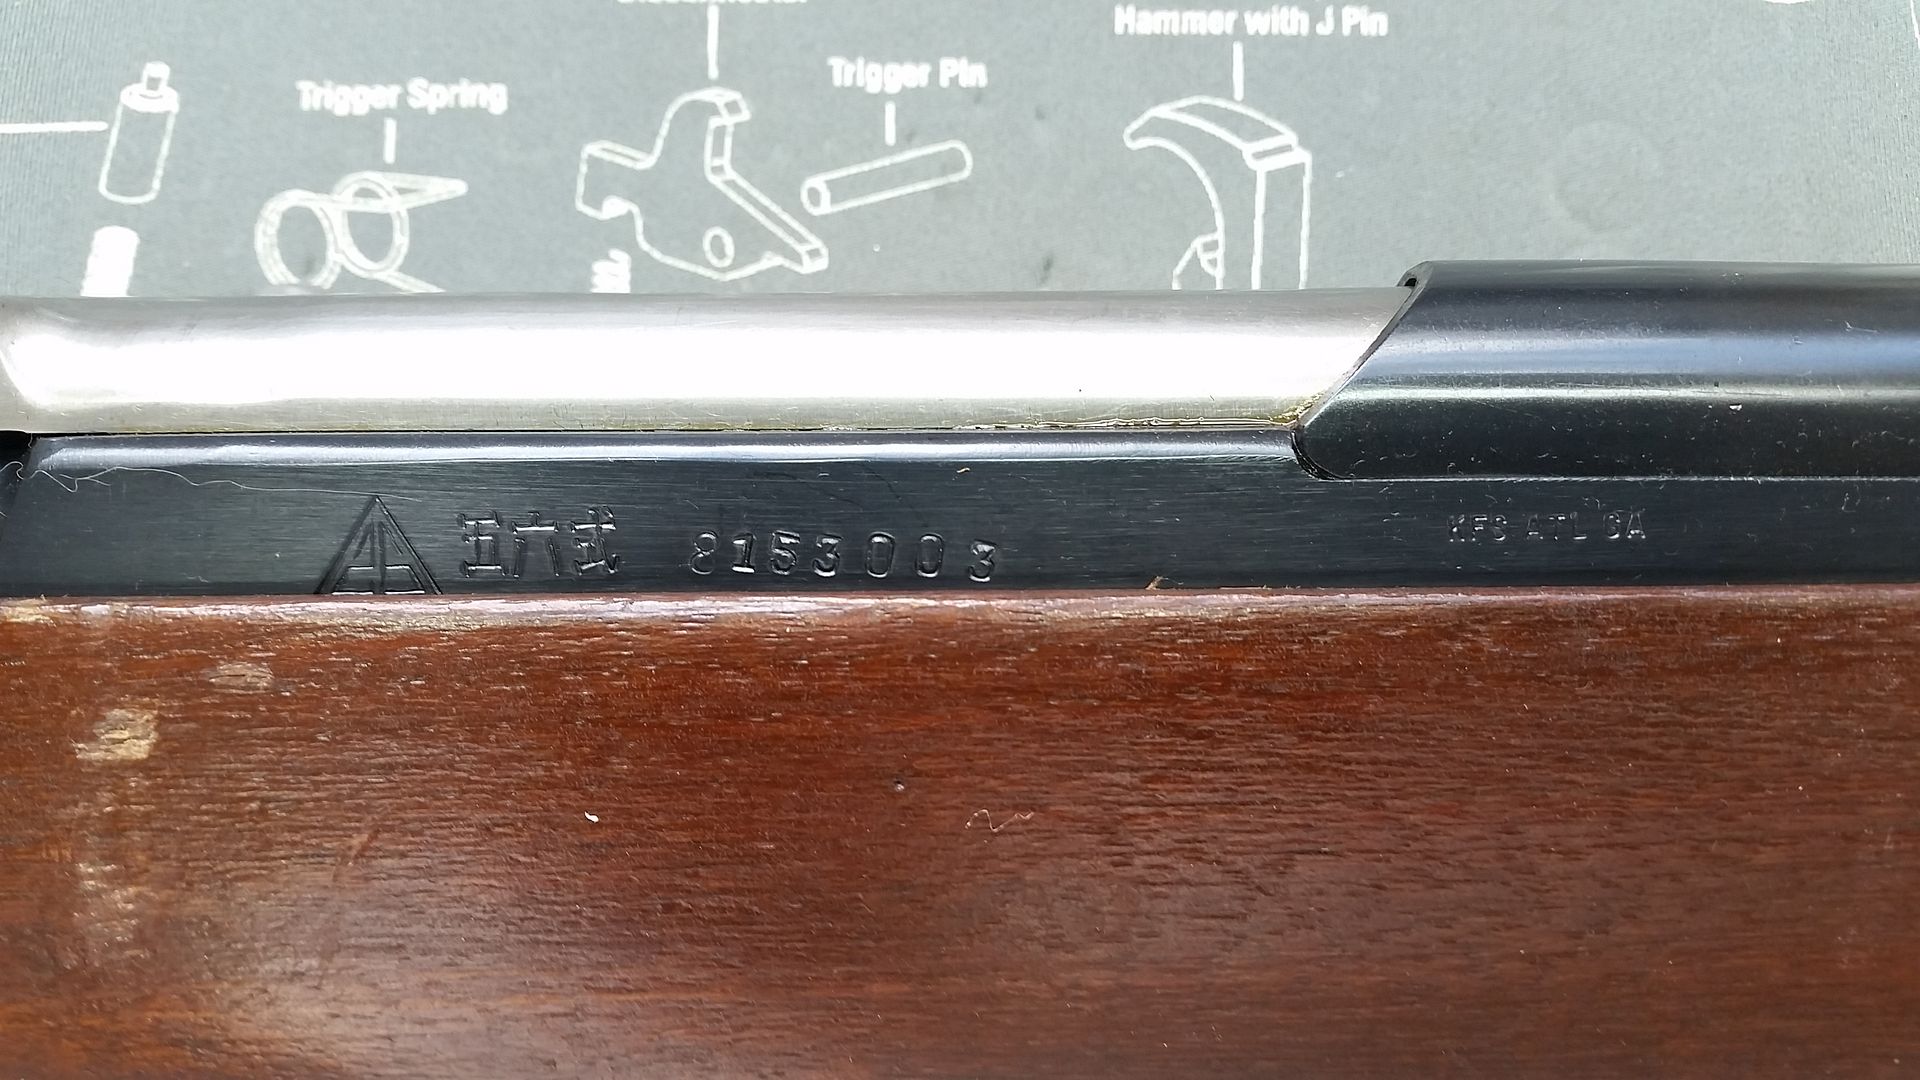 Hammer with J Pin
Trigger Pin
Trigger Spring
五六式 8153003
KFS ATL GA